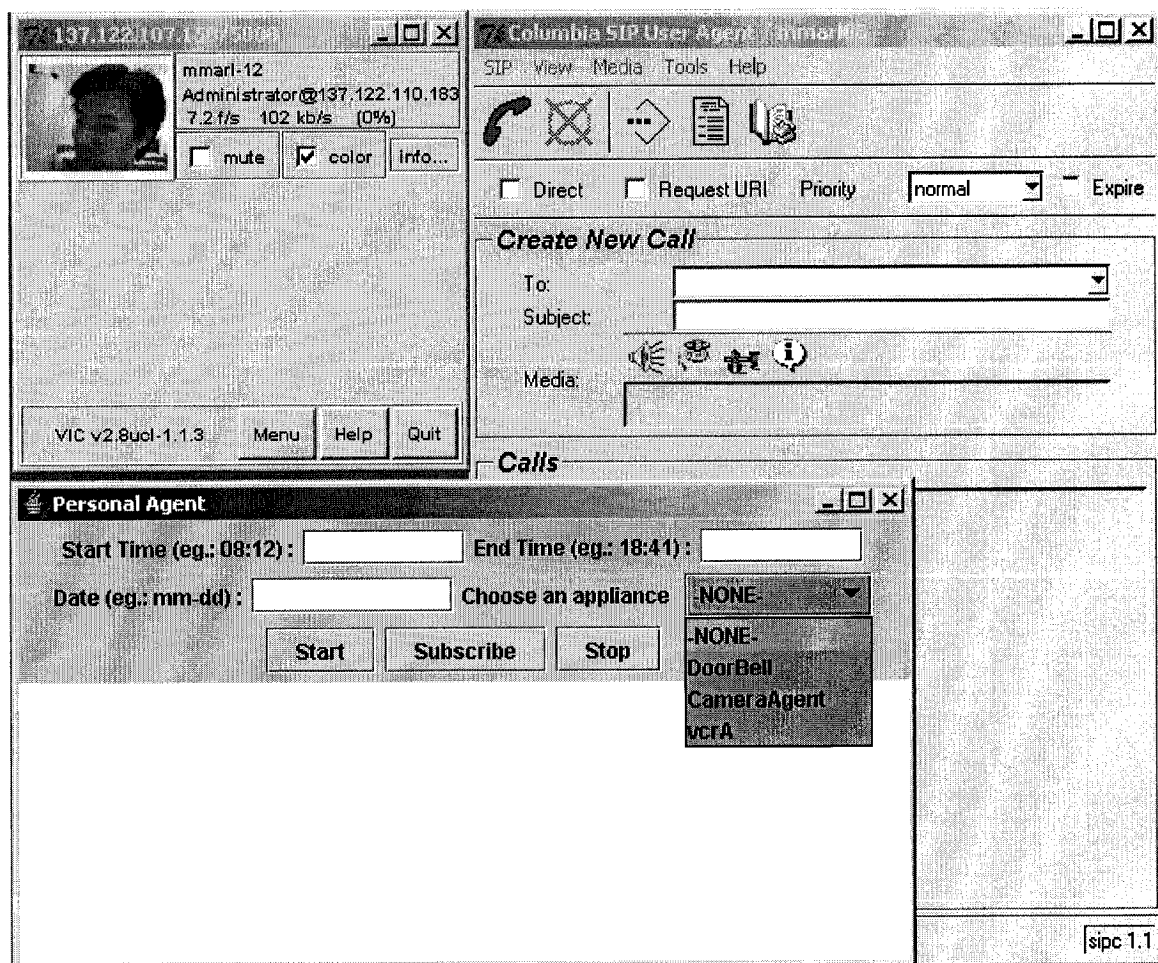 mmarl-12
Administrator@137.122.110.183
7.2 f/s 102 kb/s (0%)
mute
color
info...
VIC v2.8ucl-1.1.3
Menu
Help
Quit
Columbia SIP User Agent
SIP View Media Tools Help
Direct
Request URI
Priority
normal
Expire
Create New Call
To:
Subject:
Media:
Calls
Personal Agent
Start Time (eg.: 08:12) :
End Time (eg.: 18:41) :
Date (eg.: mm-dd) :
Choose an appliance
-NONE-
Start
Subscribe
Stop
-NONE-
DoorBell
CameraAgent
vcrA
sipc 1.1